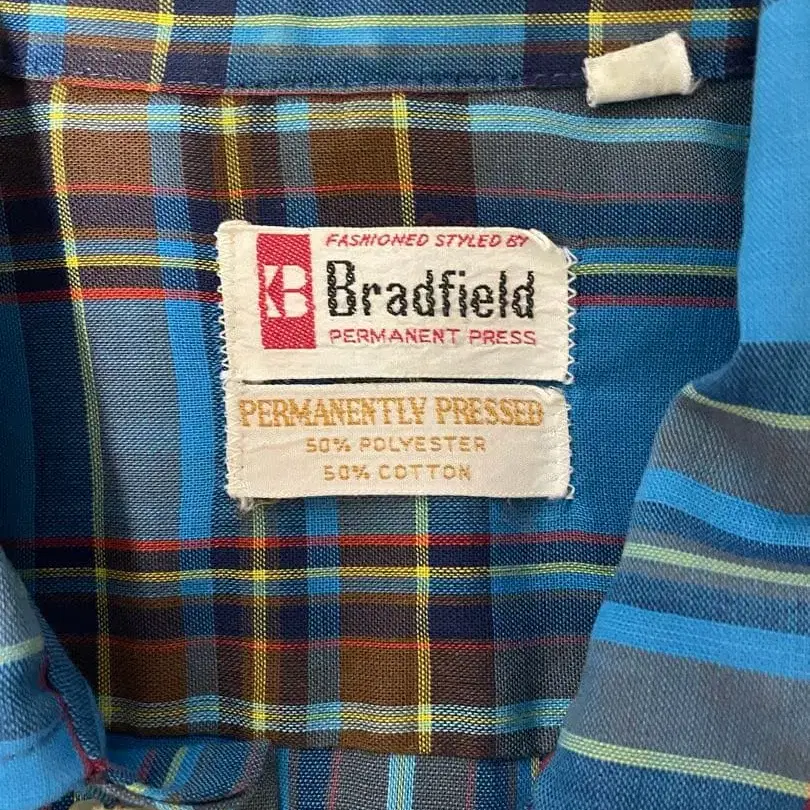 FASHIONED STYLED BY
KB Bradfield
PERMANENT PRESS
PERMANENTLY PRESSED
50% POLYESTER
50% COTTON